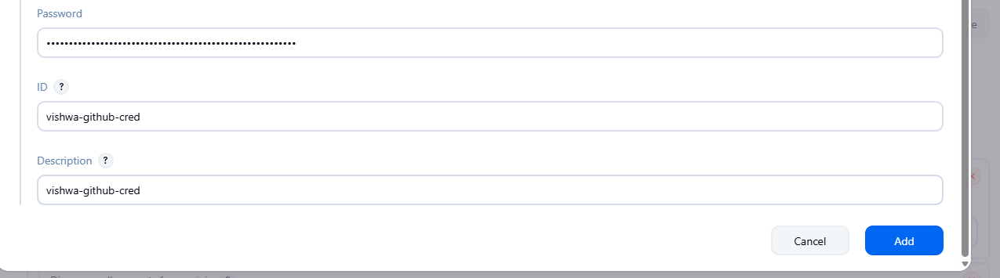 Password
••••••••••••••••••••••••••••••••••••••••••••••••••••••••
ID ?
vishwa-github-cred
Description ?
vishwa-github-cred
Cancel Add